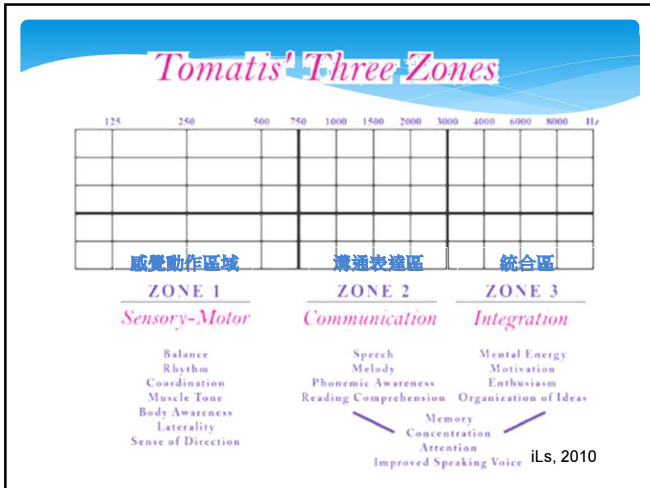 Tomatis' Three Zones
125 250 500 750 1000 1500 2000 3000 4000 6000 8000 Hz
感覺動作區域 溝通表達區 統合區
ZONE 1 ZONE 2 ZONE 3
Sensory-Motor Communication Integration
Balance
Rhythm
Coordination
Muscle Tone
Body Awareness
Laterality
Sense of Direction
Speech
Melody
Phonemic Awareness
Reading Comprehension
Mental Energy
Motivation
Enthusiasm
Organization of Ideas
Memory
Concentration
Attention
Improved Speaking Voice
iLs, 2010